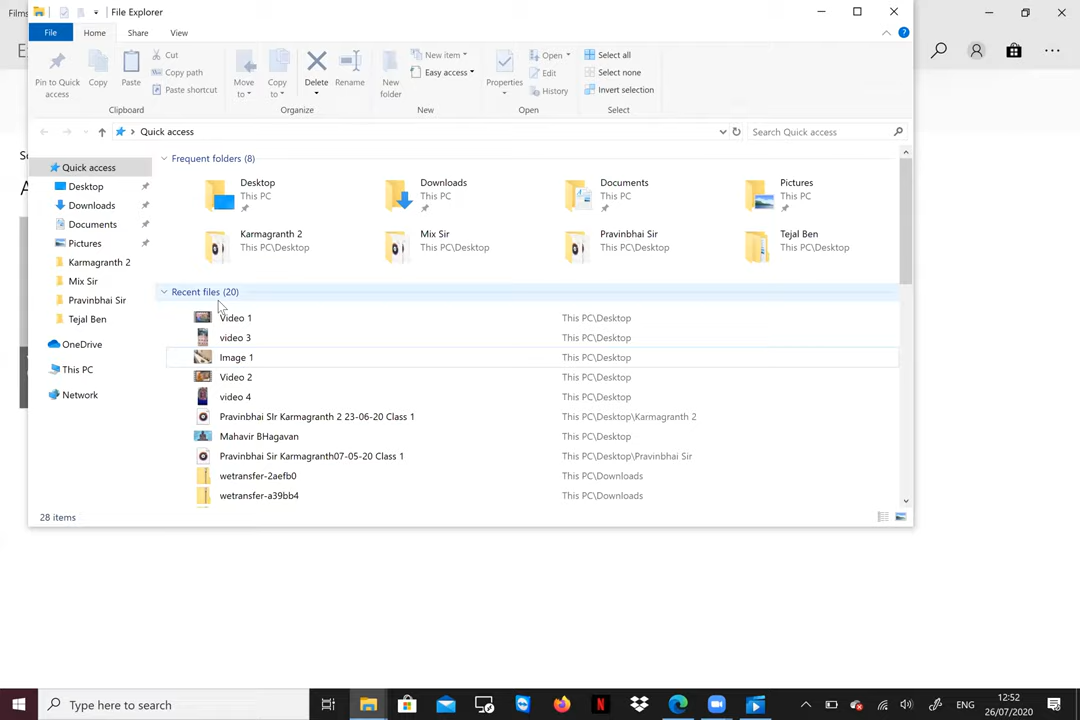 Films
File Explorer
File
Home
Share
View
Pin to Quick access
Copy
Paste
Cut
Copy path
Paste shortcut
Clipboard
Move to
Copy to
Delete
Rename
Organize
New folder
New item
Easy access
New
Properties
Open
Edit
History
Open
Select all
Select none
Invert selection
Select
Quick access
Search Quick access
Quick access
Desktop
Downloads
Documents
Pictures
Karmagranth 2
Mix Sir
Pravinbhai Sir
Tejal Ben
OneDrive
This PC
Network
Frequent folders (8)
Desktop
This PC
Downloads
This PC
Documents
This PC
Pictures
This PC
Karmagranth 2
This PC\Desktop
Mix Sir
This PC\Desktop
Pravinbhai Sir
This PC\Desktop
Tejal Ben
This PC\Desktop
Recent files (20)
Video 1 This PC\Desktop
video 3 This PC\Desktop
Image 1 This PC\Desktop
Video 2 This PC\Desktop
video 4 This PC\Desktop
Pravinbhai SIr Karmagranth 2 23-06-20 Class 1 This PC\Desktop\Karmagranth 2
Mahavir BHagavan This PC\Desktop
Pravinbhai Sir Karmagranth07-05-20 Class 1 This PC\Desktop\Pravinbhai Sir
wetransfer-2aefb0 This PC\Downloads
wetransfer-a39bb4 This PC\Downloads
28 items
Type here to search
ENG
12:52
26/07/2020